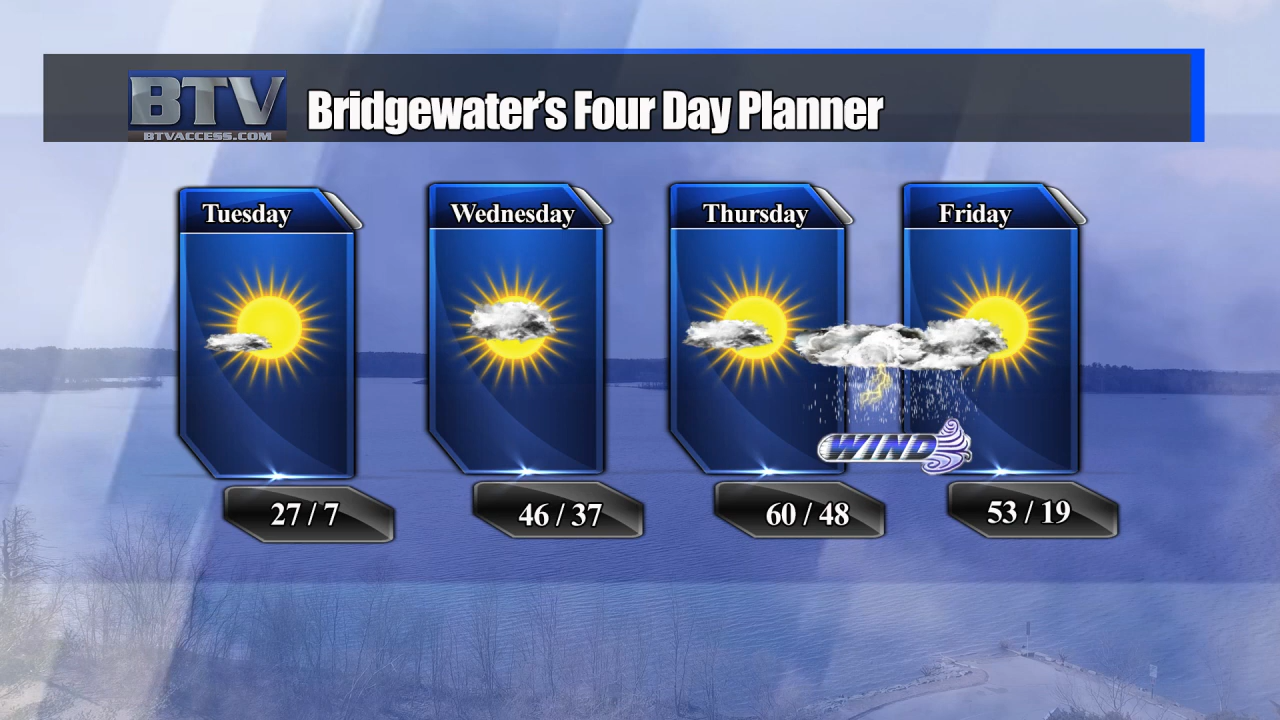 BTV
BTVACCESS.COM
Bridgewater's Four Day Planner
Tuesday
Wednesday
Thursday
Friday
WIND
27 / 7
46 / 37
60 / 48
53 / 19